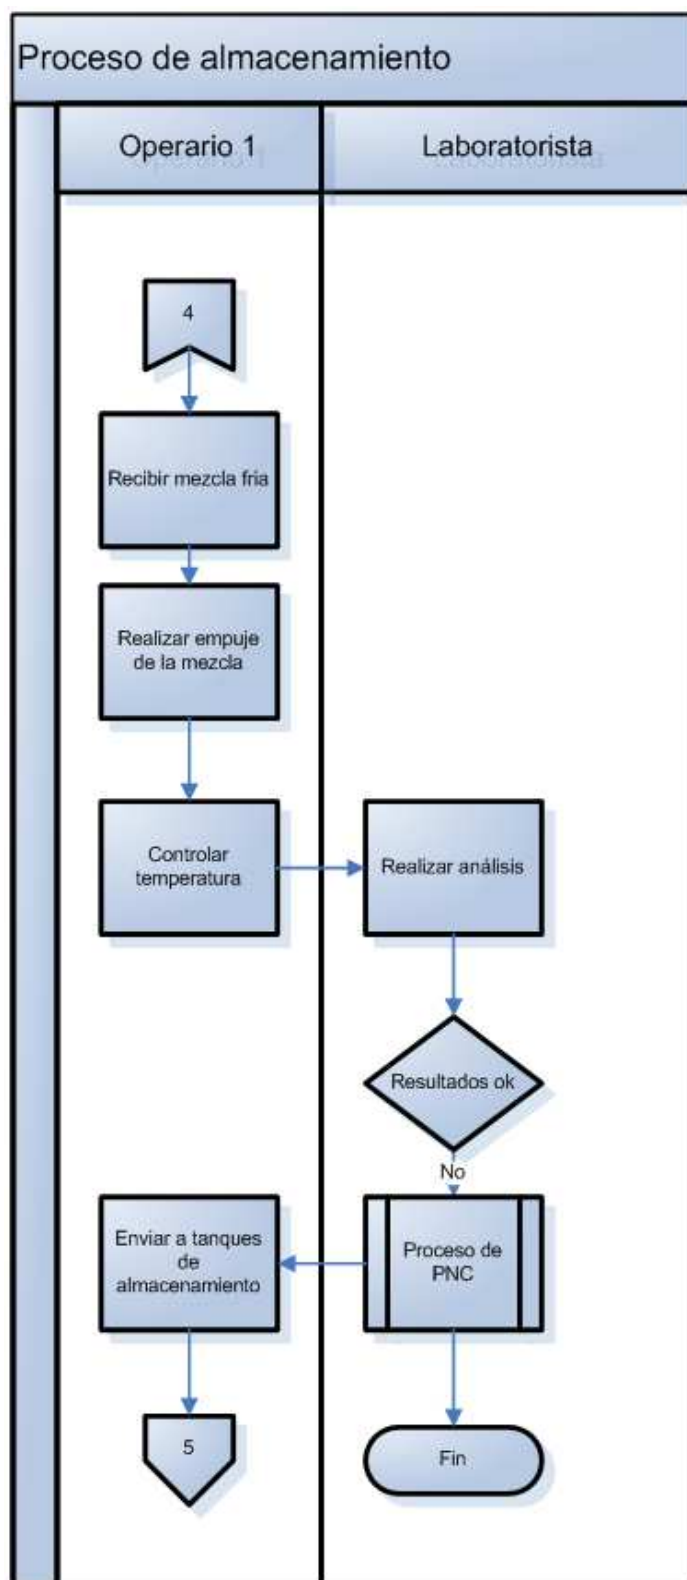 Proceso de almacenamiento
Operario 1
Laboratorista
4
Recibir mezcla fría
Realizar empuje
de la mezcla
Controlar
temperatura
Realizar análisis
Resultados ok
No
Enviar a tanques
de
almacenamiento
Proceso de
PNC
5
Fin